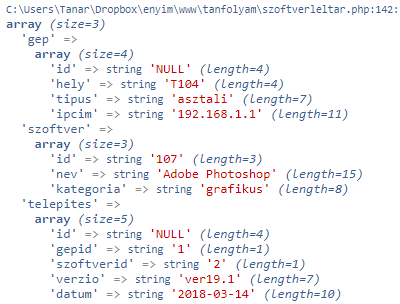 C:\Users\Tanar\Dropbox\enyim\www\tanfolyam\szoftverleltar.php:142:
array (size=3)
  'gep' =>
    array (size=4)
      'id' => string 'NULL' (length=4)
      'hely' => string 'T104' (length=4)
      'tipus' => string 'asztali' (length=7)
      'ipcim' => string '192.168.1.1' (length=11)
  'szoftver' =>
    array (size=3)
      'id' => string '107' (length=3)
      'nev' => string 'Adobe Photoshop' (length=15)
      'kategoria' => string 'grafikus' (length=8)
  'telepites' =>
    array (size=5)
      'id' => string 'NULL' (length=4)
      'gepid' => string '1' (length=1)
      'szoftverid' => string '2' (length=1)
      'verzio' => string 'ver19.1' (length=7)
      'datum' => string '2018-03-14' (length=10)